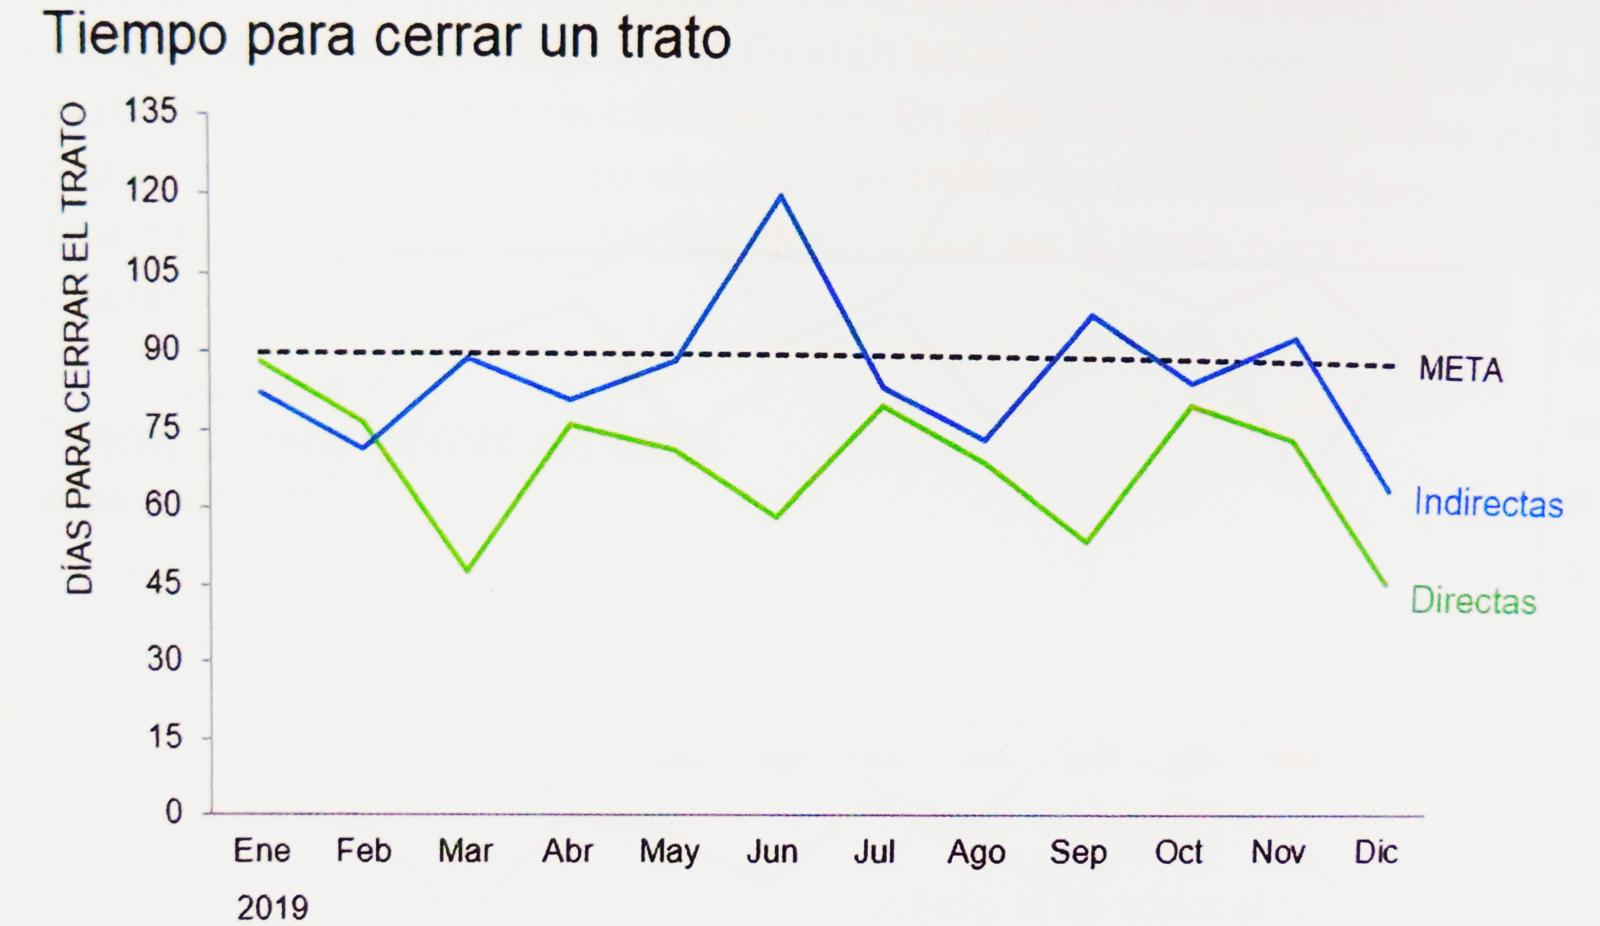 Tiempo para cerrar un trato
DÍAS PARA CERRAR EL TRATO
135
120
105
90
75
60
45
30
15
0
META
Indirectas
Directas
Ene Feb Mar Abr May Jun Jul Ago Sep Oct Nov Dic
2019